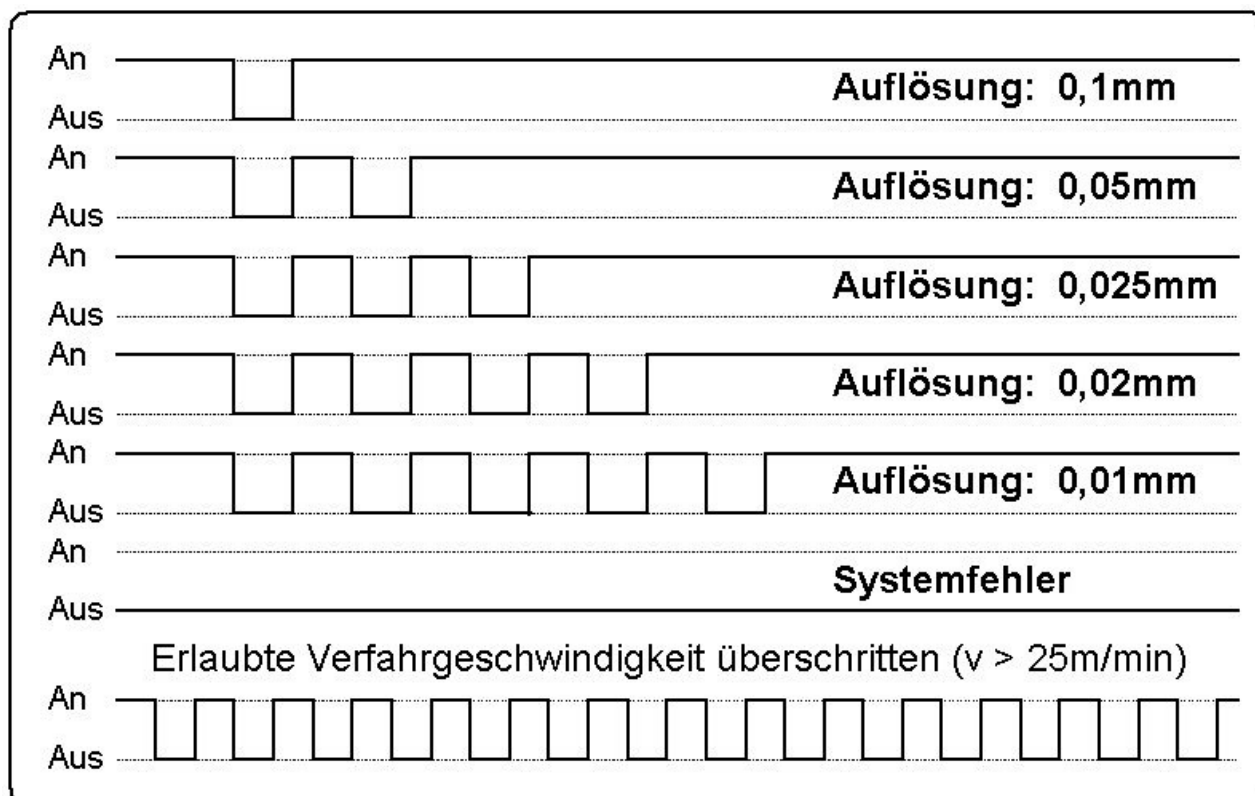 An
Auflösung: 0,1mm
Aus
An
Auflösung: 0,05mm
Aus
An
Auflösung: 0,025mm
Aus
An
Auflösung: 0,02mm
Aus
An
Auflösung: 0,01mm
Aus
An
Systemfehler
Aus
Erlaubte Verfahrgeschwindigkeit überschritten (v > 25m/min)
An
Aus